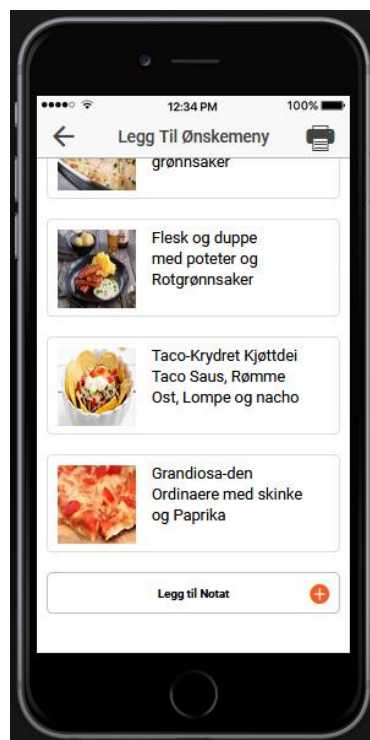 12:34 PM
100%
Legg Til Ønskemeny
grønnsaker
Flesk og duppe
med poteter og
Rotgrønnsaker
Taco-Krydret Kjøttdei
Taco Saus, Rømme
Ost, Lompe og nacho
Grandiosa-den
Ordinaere med skinke
og Paprika
Legg til Notat